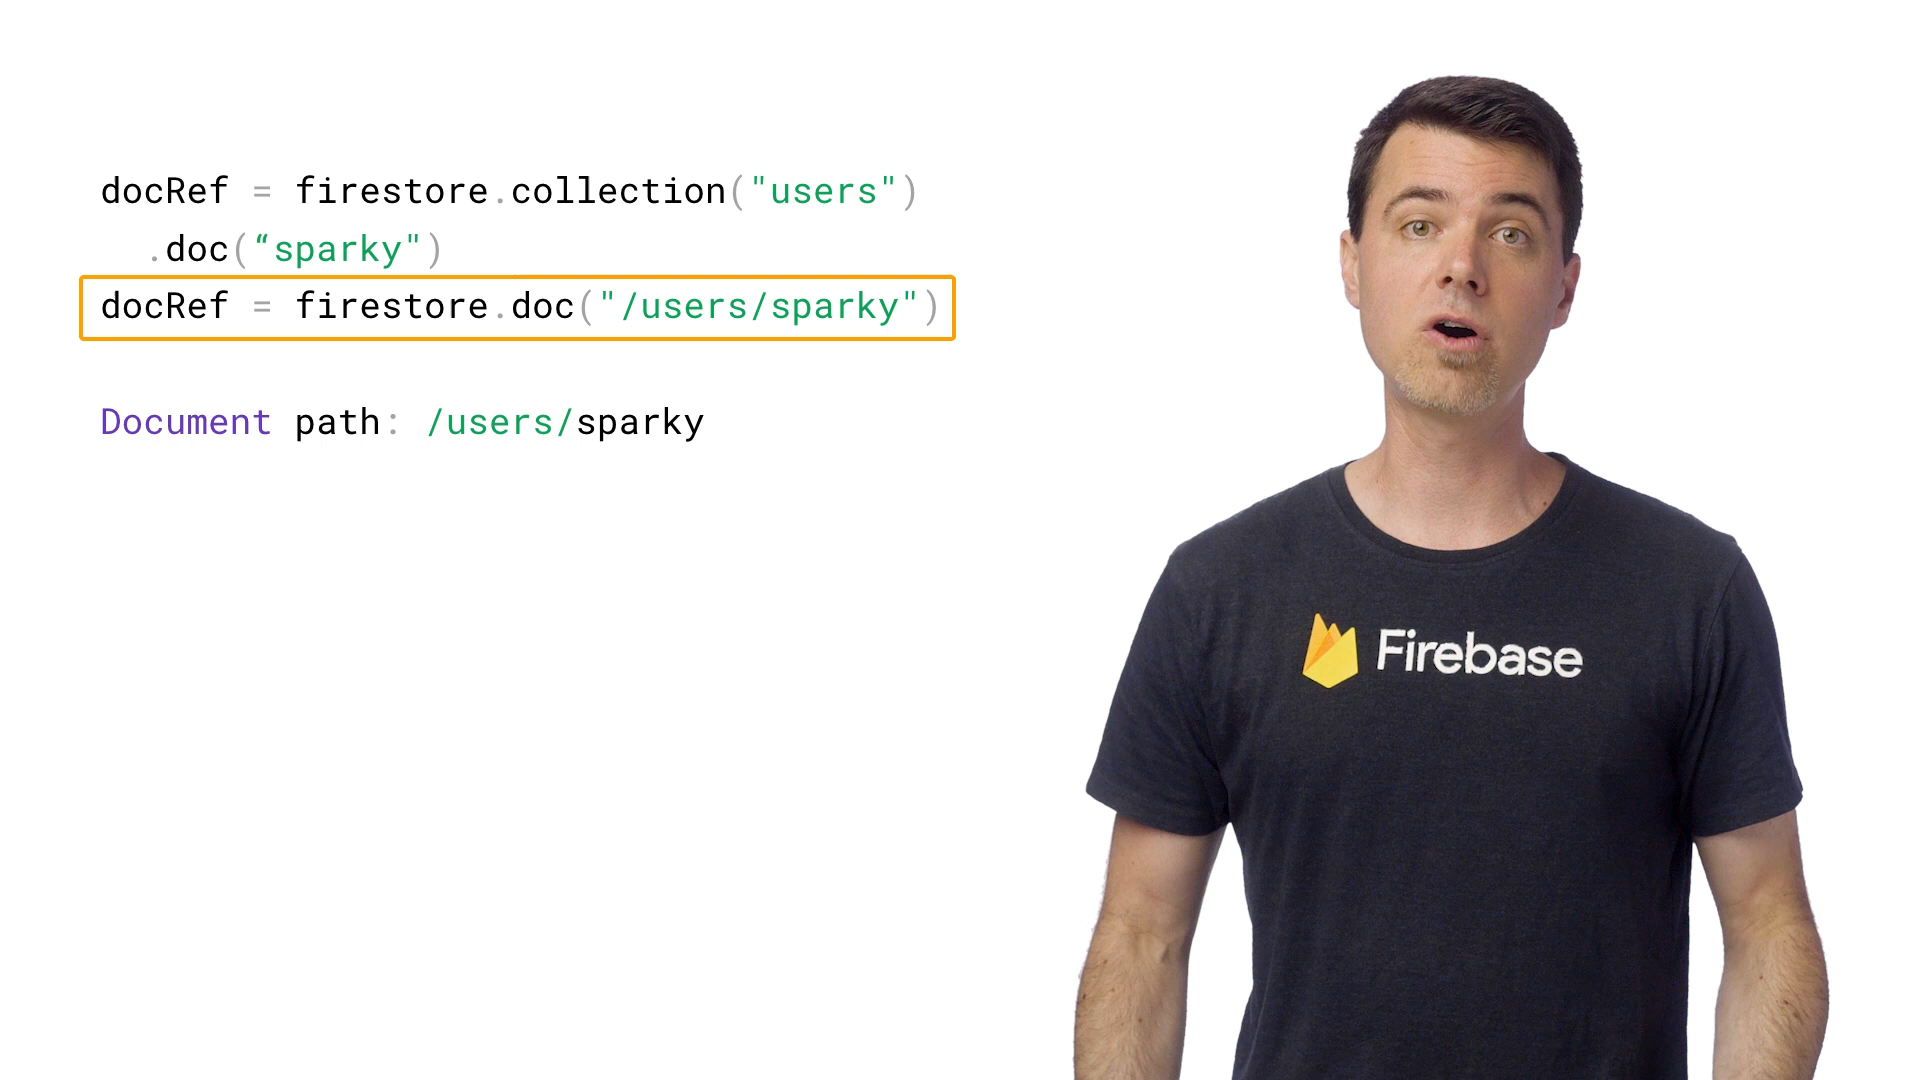 docRef = firestore.collection("users")
.doc(“sparky")
docRef = firestore.doc("/users/sparky")
Document path: /users/sparky
Firebase